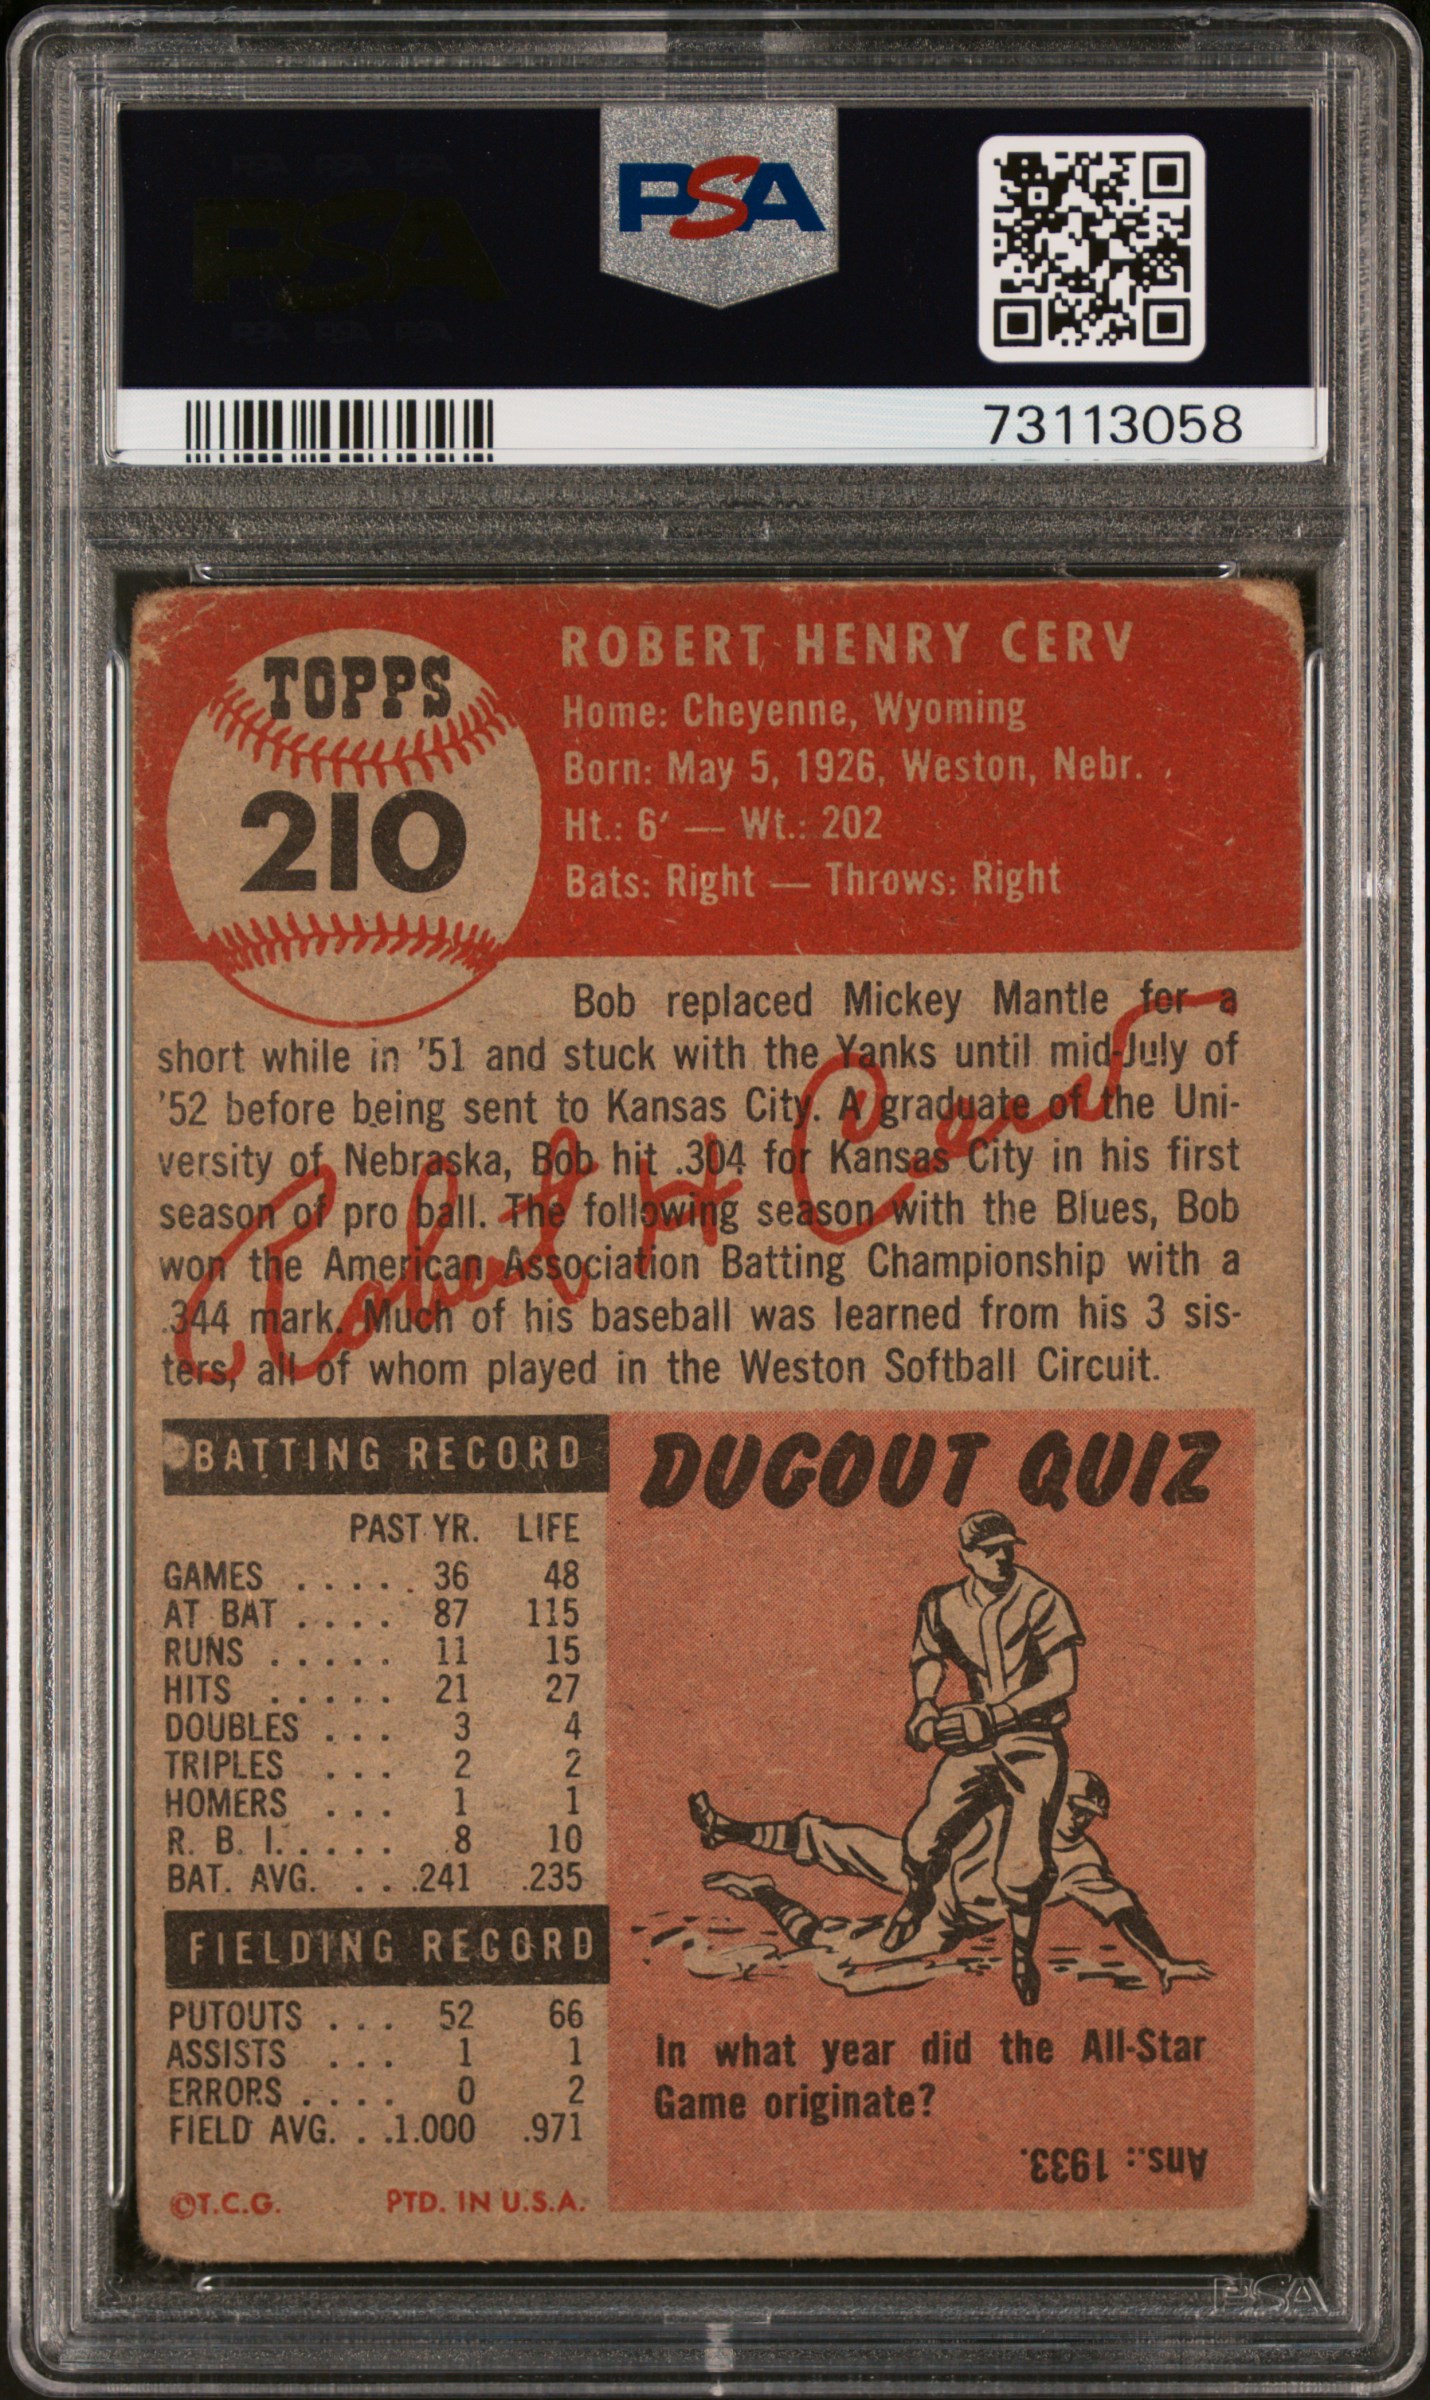 PSA
73113058
TOPPS
210
ROBERT HENRY CERV
Home: Cheyenne, Wyoming
Born: May 5, 1926, Weston, Nebr.
Ht.: 6' — Wt.: 202
Bats: Right — Throws: Right
Bob replaced Mickey Mantle for a
short while in '51 and stuck with the Yanks until mid-July of
'52 before being sent to Kansas City. A graduate of the Uni-
versity of Nebraska, Bob hit .304 for Kansas City in his first
season of pro ball. The following season with the Blues, Bob
won the American Association Batting Championship with a
.344 mark. Much of his baseball was learned from his 3 sis-
ters, all of whom played in the Weston Softball Circuit.
Robert H Cerv
BATTING RECORD
PAST YR. LIFE
GAMES . . . . . 36 48
AT BAT . . . . 87 115
RUNS . . . . . 11 15
HITS . . . . . 21 27
DOUBLES . . . 3 4
TRIPLES . . . 2 2
HOMERS . . . 1 1
R. B. I. . . . . . 8 10
BAT. AVG. . . . .241 .235
FIELDING RECORD
PUTOUTS . . . 52 66
ASSISTS . . . 1 1
ERRORS . . . . 0 2
FIELD AVG. . . .1.000 .971
©T.C.G. PTD. IN U.S.A.
DUGOUT QUIZ
In what year did the All-Star
Game originate?
Ans.: 1933.
PSA